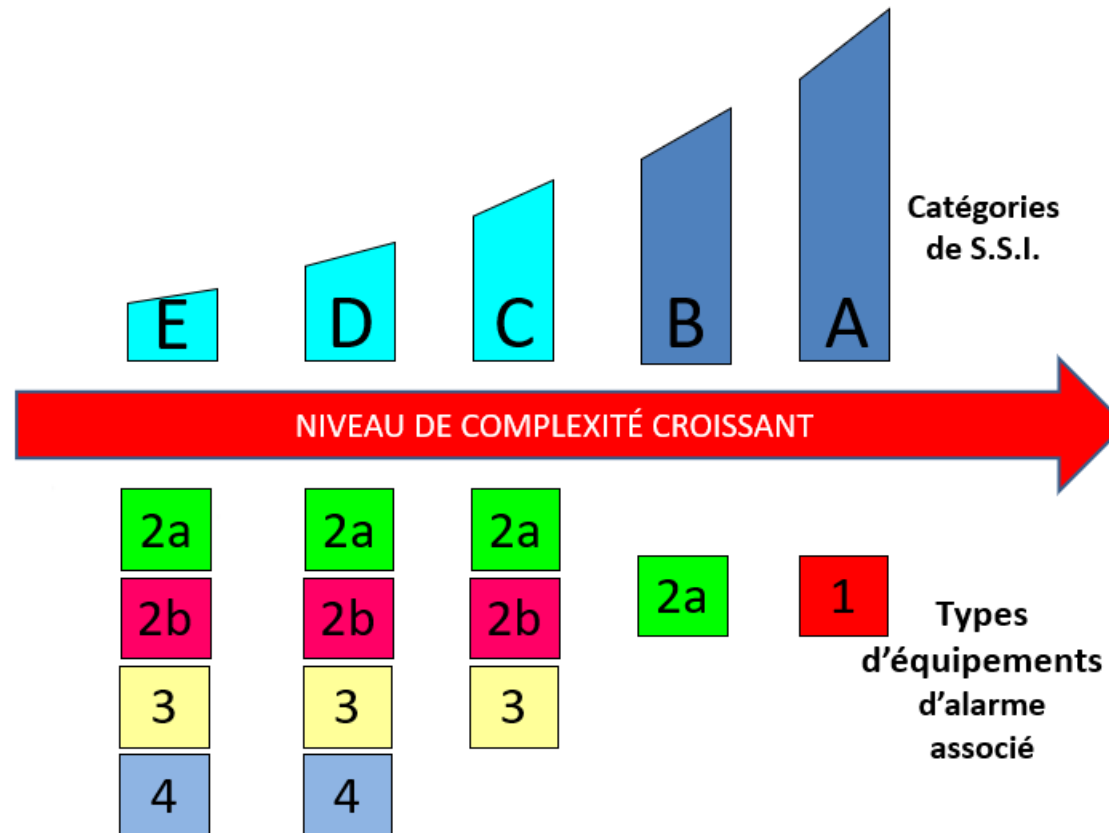 Catégories
de S.S.I.
E D C B A
NIVEAU DE COMPLEXITÉ CROISSANT
2a 2a 2a
2b 2b 2b 2a 1
3 3 3
4 4
Types
d'équipements
d'alarme
associé